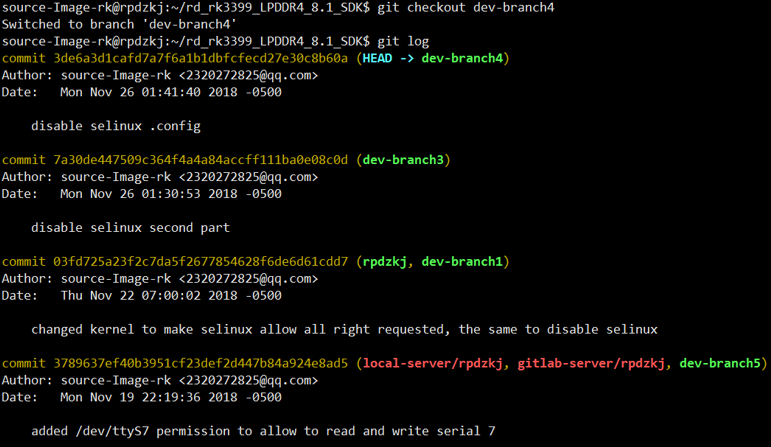 source-Image-rk@rpdzkj:~/rd_rk3399_LPDDR4_8.1_SDK$ git checkout dev-branch4
Switched to branch 'dev-branch4'
source-Image-rk@rpdzkj:~/rd_rk3399_LPDDR4_8.1_SDK$ git log
commit 3de6a3d1cafd7a7f6a1b1dbfcfecd27e30c8b60a (HEAD -> dev-branch4)
Author: source-Image-rk <2320272825@qq.com>
Date:   Mon Nov 26 01:41:40 2018 -0500
    disable selinux .config
commit 7a30de447509c364f4a4a84accff111ba0e08c0d (dev-branch3)
Author: source-Image-rk <2320272825@qq.com>
Date:   Mon Nov 26 01:30:53 2018 -0500
    disable selinux second part
commit 03fd725a23f2c7da5f2677854628f6de6d61cdd7 (rpdzkj, dev-branch1)
Author: source-Image-rk <2320272825@qq.com>
Date:   Thu Nov 22 07:00:02 2018 -0500
    changed kernel to make selinux allow all right requested, the same to disable selinux
commit 3789637ef40b3951cf23def2d447b84a924e8ad5 (local-server/rpdzkj, gitlab-server/rpdzkj, dev-branch5)
Author: source-Image-rk <2320272825@qq.com>
Date:   Mon Nov 19 22:19:36 2018 -0500
    added /dev/ttyS7 permission to allow to read and write serial 7